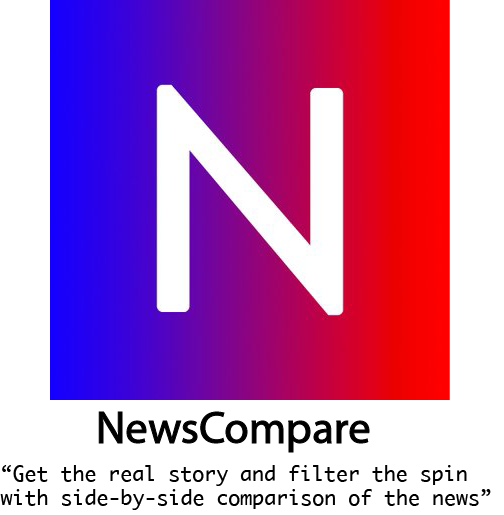 N
NewsCompare
“Get the real story and filter the spin
with side-by-side comparison of the news”